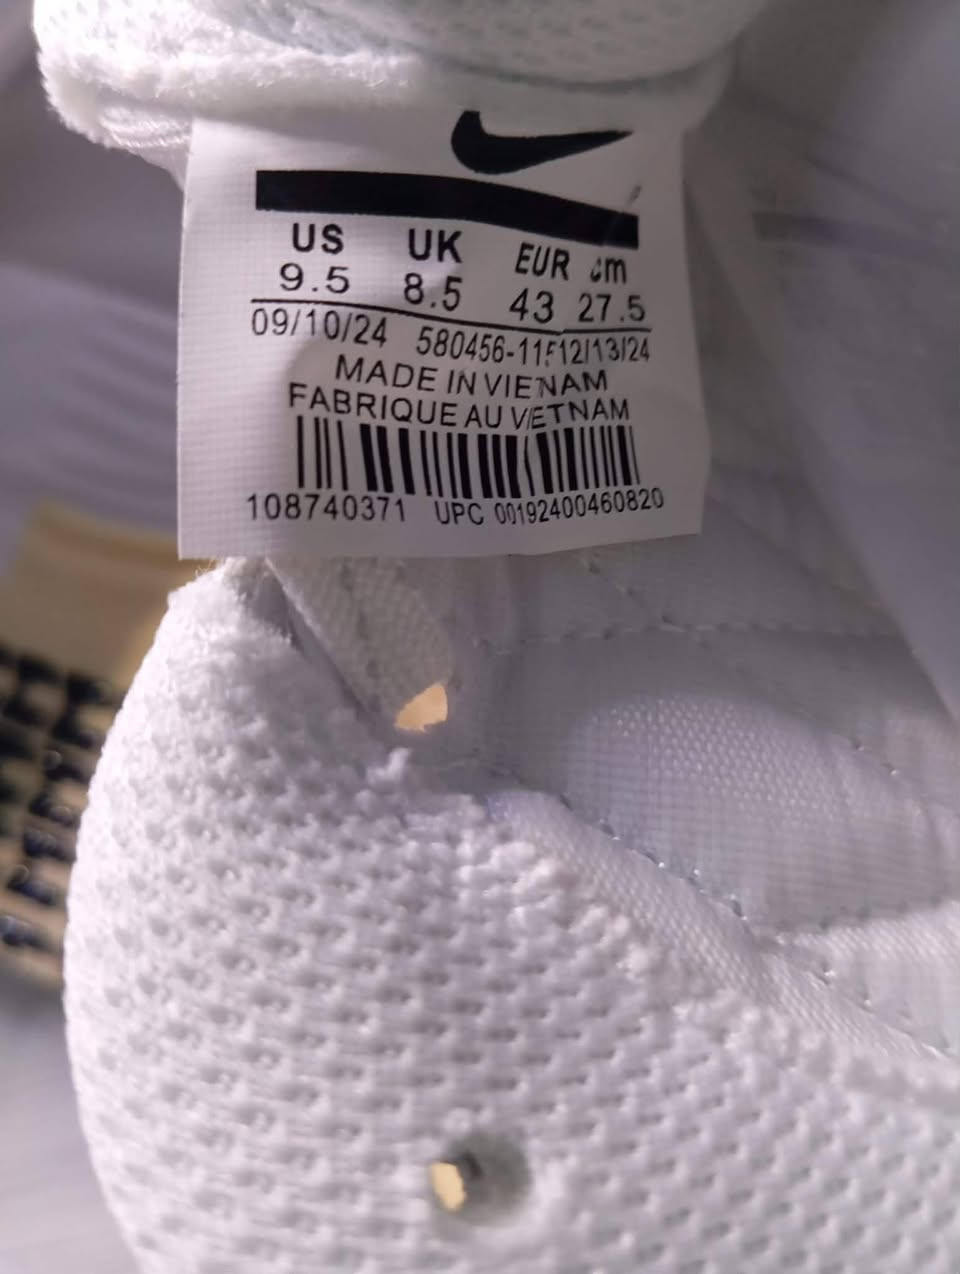 US UK EUR cm
9.5 8.5 43 27.5
09/10/24 12/13/24
MADE IN VIETNAM
FABRIQUE AU VIETNAM
108740371 UPC 00192400460820